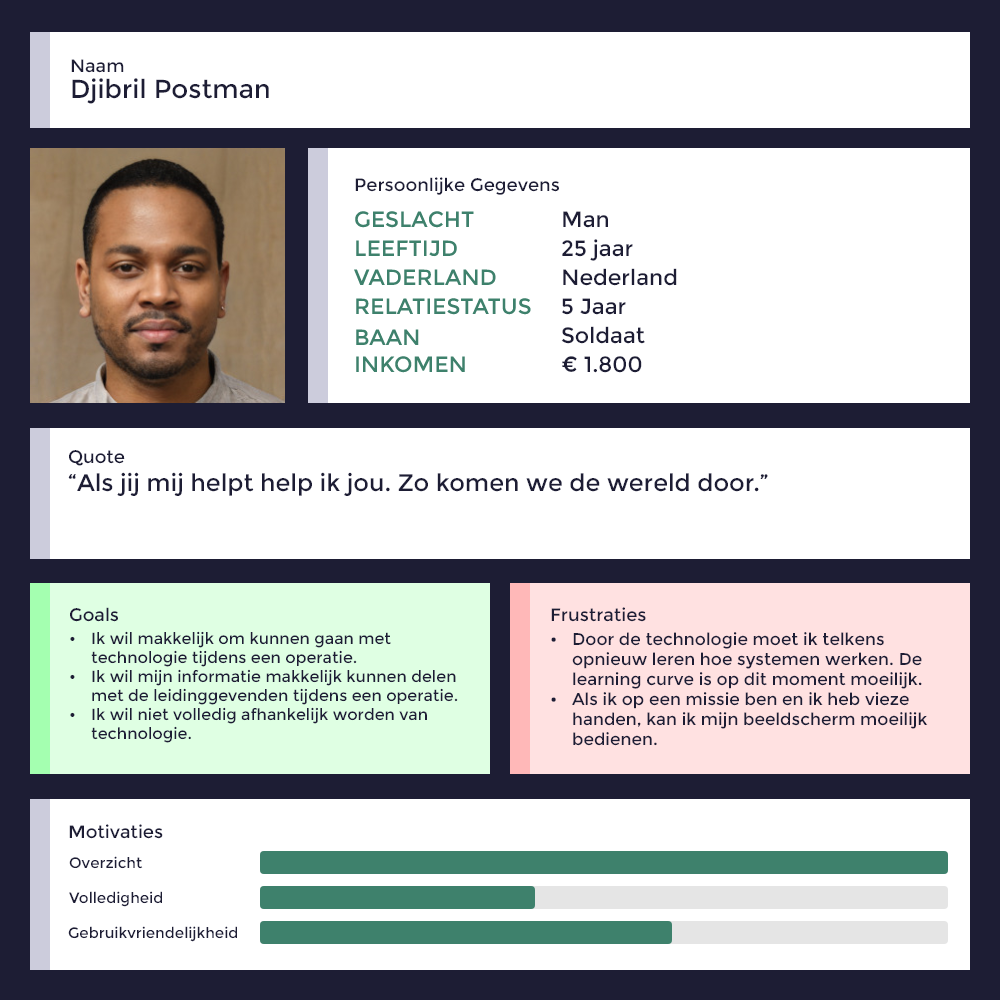 Naam
Djibril Postman
Persoonlijke Gegevens
GESLACHT Man
LEEFTIJD 25 jaar
VADERLAND Nederland
RELATIESTATUS 5 Jaar
BAAN Soldaat
INKOMEN € 1.800
Quote
“Als jij mij helpt help ik jou. Zo komen we de wereld door.”
Goals
• Ik wil makkelijk om kunnen gaan met
technologie tijdens een operatie.
• Ik wil mijn informatie makkelijk kunnen delen
met de leidinggevenden tijdens een operatie.
• Ik wil niet volledig afhankelijk worden van
technologie.
Frustraties
• Door de technologie moet ik telkens
opnieuw leren hoe systemen werken. De
learning curve is op dit moment moeilijk.
• Als ik op een missie ben en ik heb vieze
handen, kan ik mijn beeldscherm moeilijk
bedienen.
Motivaties
Overzicht
Volledigheid
Gebruikvriendelijkheid